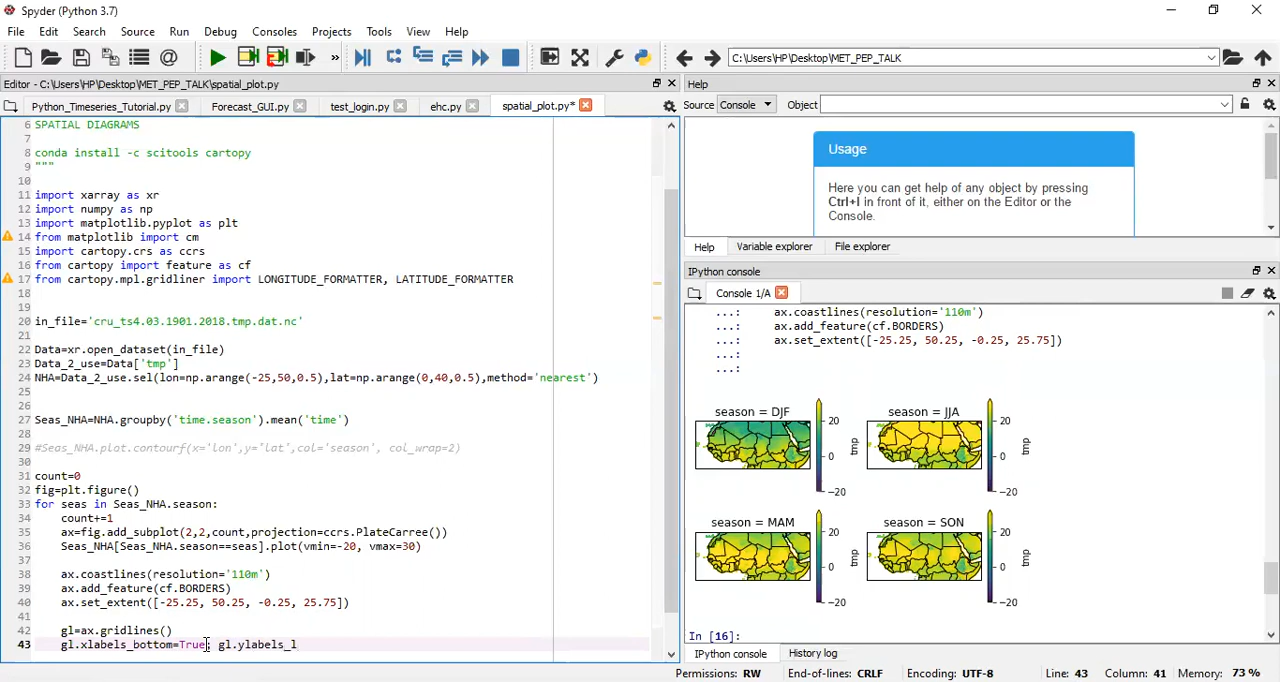 Spyder (Python 3.7)
File Edit Search Source Run Debug Consoles Projects Tools View Help
» C:\Users\HP\Desktop\MET_PEP_TALK
Editor - C:\Users\HP\Desktop\MET_PEP_TALK\spatial_plot.py
Python_Timeseries_Tutorial.py Forecast_GUI.py test_login.py ehc.py spatial_plot.py*
6 SPATIAL DIAGRAMS
7
8 conda install -c scitools cartopy
9 """
10
11 import xarray as xr
12 import numpy as np
13 import matplotlib.pyplot as plt
14 from matplotlib import cm
15 import cartopy.crs as ccrs
16 from cartopy import feature as cf
17 from cartopy.mpl.gridliner import LONGITUDE_FORMATTER, LATITUDE_FORMATTER
18
19
20 in_file='cru_ts4.03.1901.2018.tmp.dat.nc'
21
22 Data=xr.open_dataset(in_file)
23 Data_2_use=Data['tmp']
24 NHA=Data_2_use.sel(lon=np.arange(-25,50,0.5),lat=np.arange(0,40,0.5),method='nearest')
25
26
27 Seas_NHA=NHA.groupby('time.season').mean('time')
28
29 #Seas_NHA.plot.contourf(x='lon',y="lat",col='season', col_wrap=2)
30
31 count=0
32 fig=plt.figure()
33 for seas in Seas_NHA.season:
34 count+=1
35 ax=fig.add_subplot(2,2,count,projection=ccrs.PlateCarree())
36 Seas_NHA[Seas_NHA.season==seas].plot(vmin=-20, vmax=30)
37
38 ax.coastlines(resolution='110m')
39 ax.add_feature(cf.BORDERS)
40 ax.set_extent([-25.25, 50.25, -0.25, 25.75])
41
42 gl=ax.gridlines()
43 gl.xlabels_bottom=True; gl.ylabels_l
Help
Source Console Object
Usage
Here you can get help of any object by pressing
Ctrl+I in front of it, either on the Editor or the
Console.
Help Variable explorer File explorer
IPython console
Console 1/A
...: ax.coastlines(resolution='110m')
...: ax.add_feature(cf.BORDERS)
...: ax.set_extent([-25.25, 50.25, -0.25, 25.75])
...:
...:
season = DJF
20
0
-20
tmp
season = JJA
20
0
-20
tmp
season = MAM
20
0
-20
tmp
season = SON
20
0
-20
tmp
In [16]:
IPython console History log
Permissions: RW End-of-lines: CRLF Encoding: UTF-8 Line: 43 Column: 41 Memory: 73 %